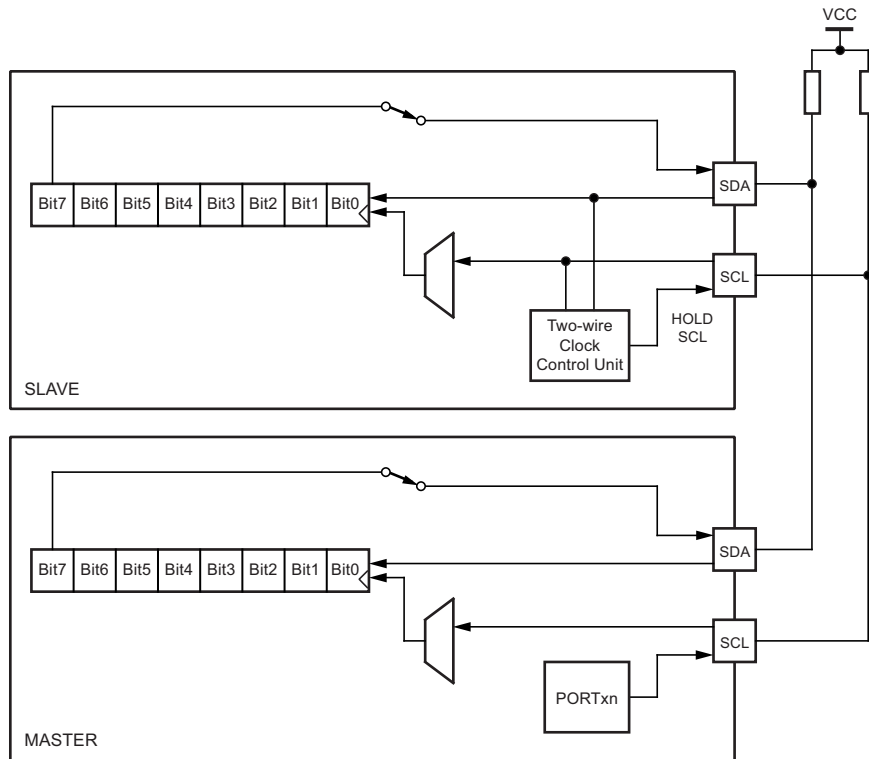 VCC
Bit7 Bit6 Bit5 Bit4 Bit3 Bit2 Bit1 Bit0
SDA
SCL
Two-wire
Clock
Control Unit
HOLD
SCL
SLAVE
Bit7 Bit6 Bit5 Bit4 Bit3 Bit2 Bit1 Bit0
SDA
SCL
PORTxn
MASTER